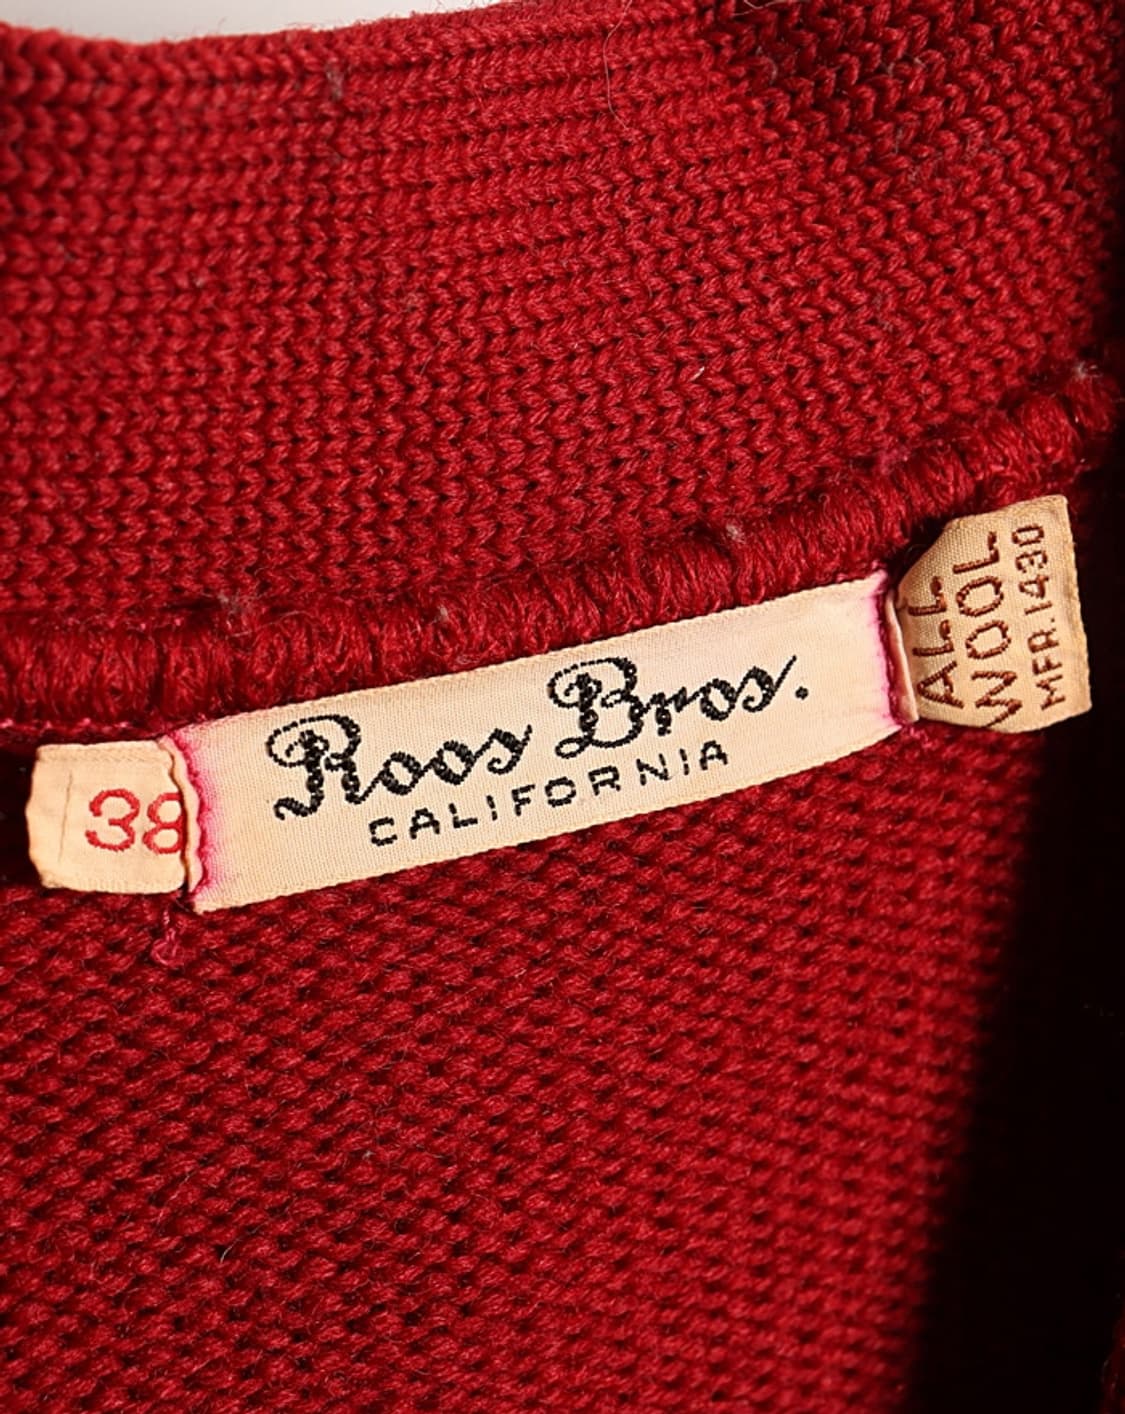 38
Roos Bros.
CALIFORNIA
ALL
WOOL
MFR. 1430